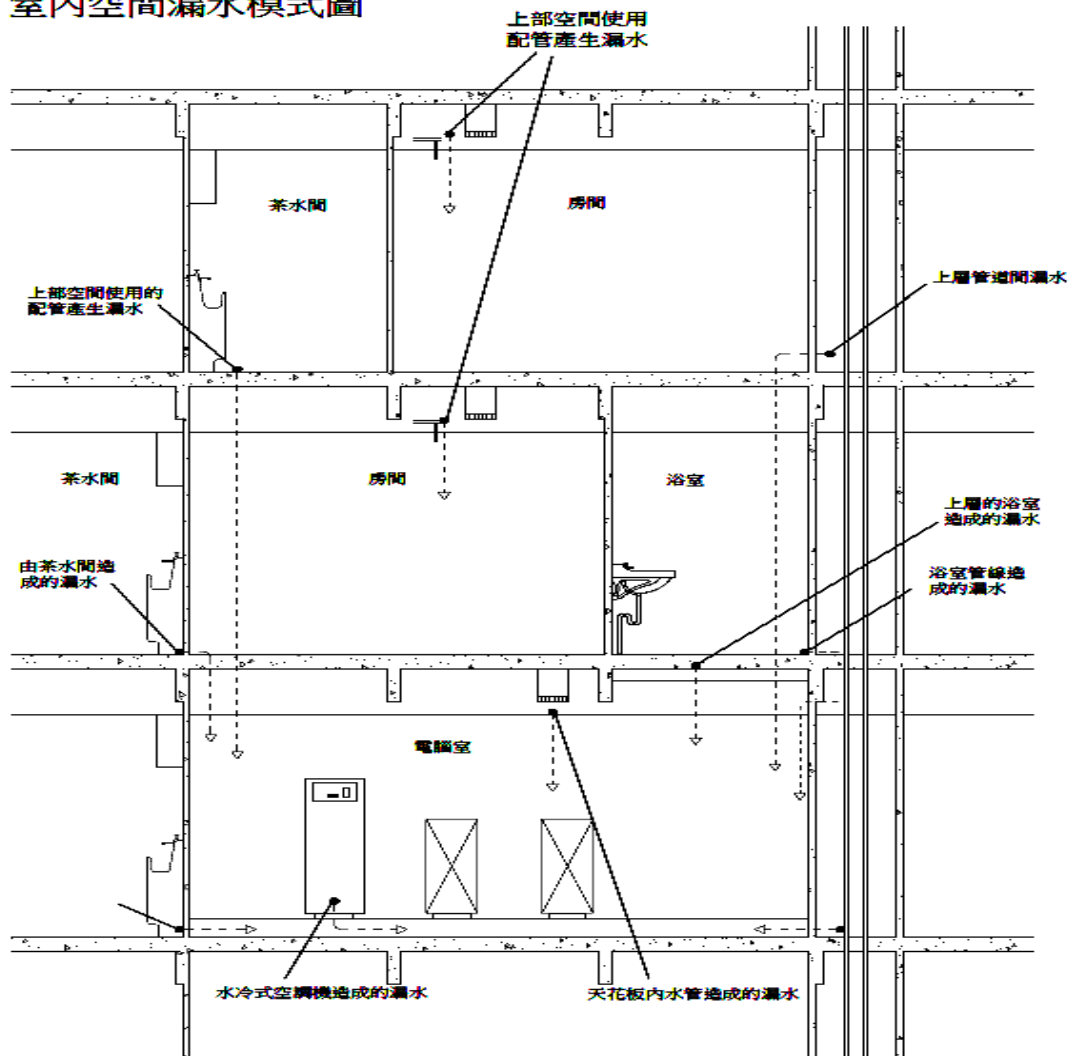 室內空間漏水模式圖
上部空間使用
配管產生漏水
茶水間
房間
上層管道間漏水
上部空間使用的
配管產生漏水
茶水間
房間
浴室
上層的浴室
造成的漏水
由茶水間造
成的漏水
浴室管線造
成的漏水
電腦室
水冷式空調機造成的漏水
天花板內水管造成的漏水